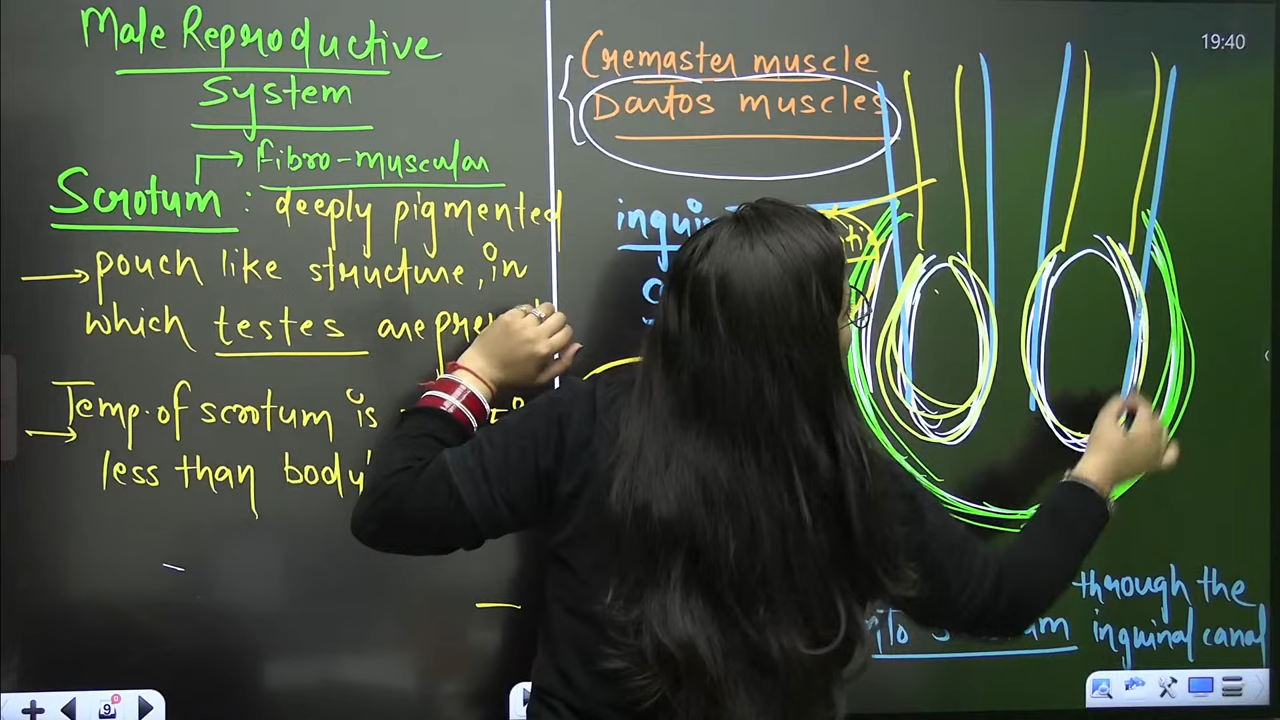 Male Reproductive
System
fibro-muscular
Scrotum : deeply pigmented
pouch like structure, in
which testes are
Temp. of scrotum is
less than body's
Cremaster muscle
Dartos muscles
through the
inguinal canal
19:40
9